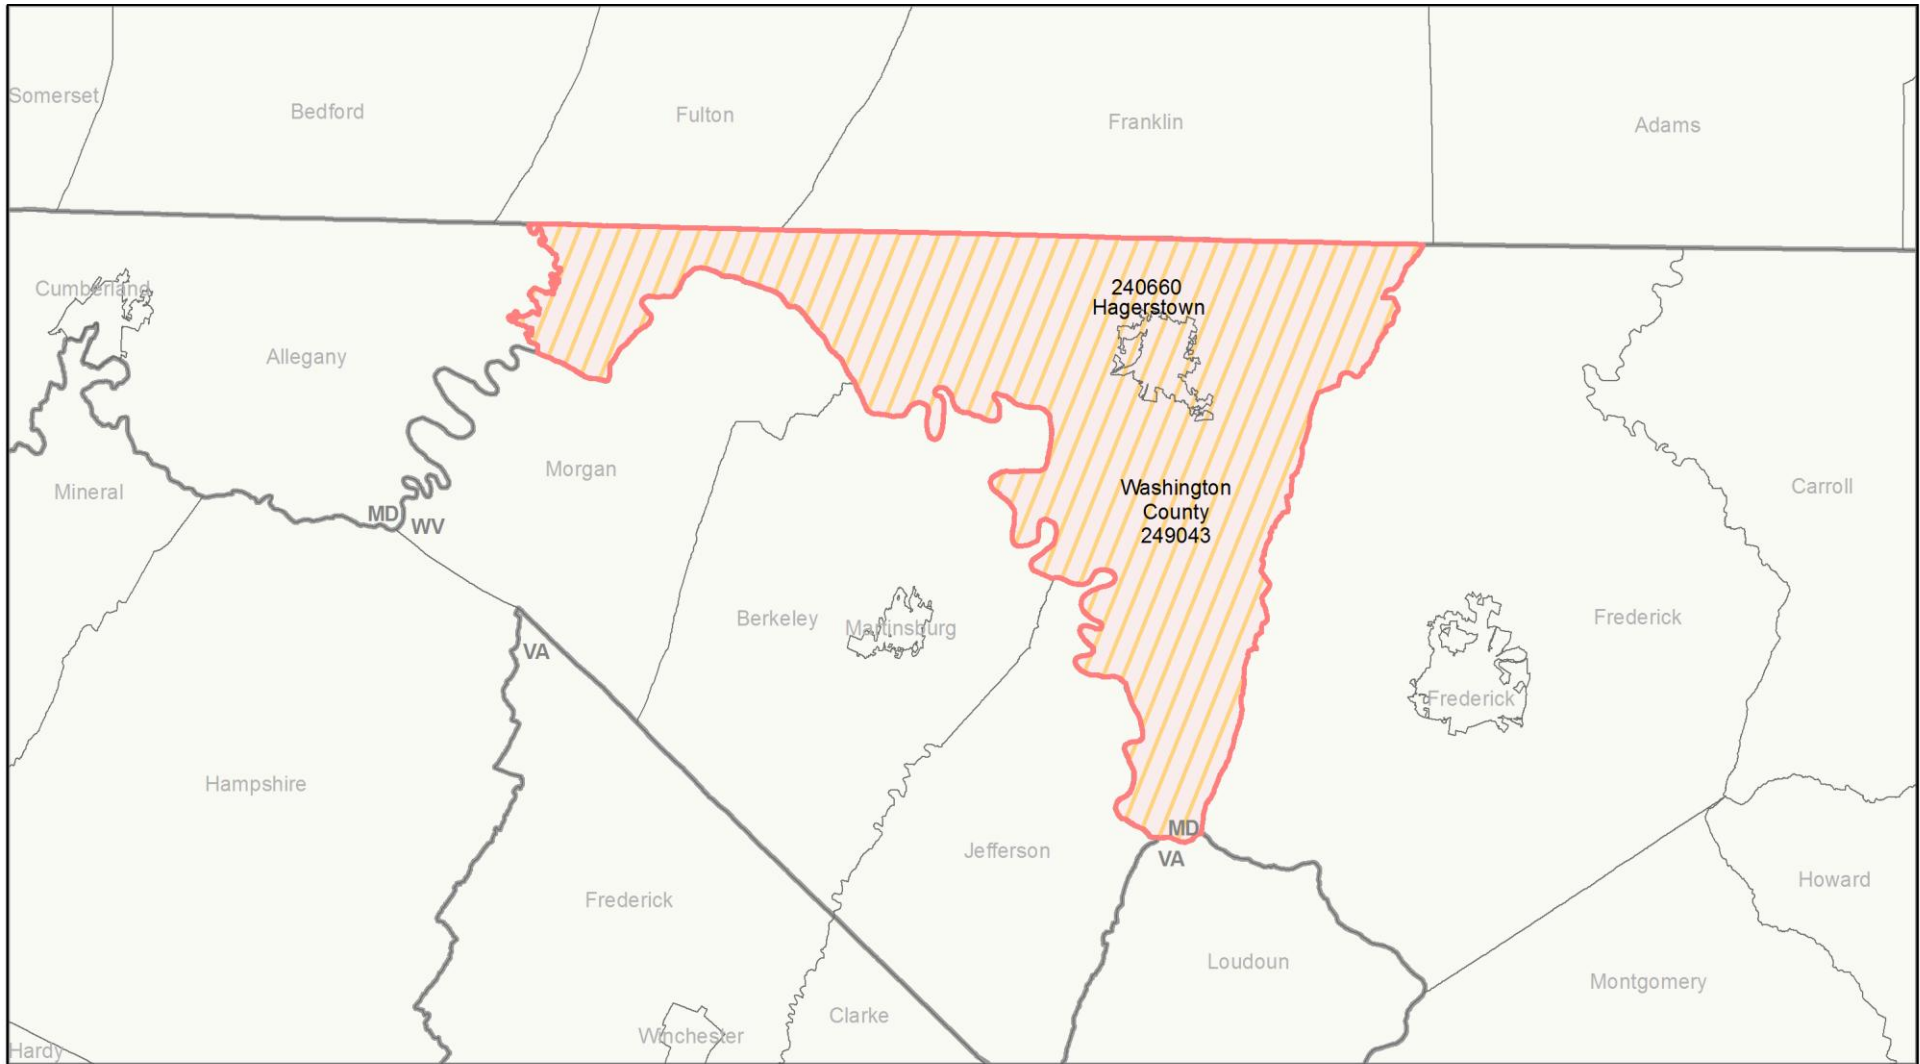 Somerset
Bedford
Fulton
Franklin
Adams
Cumberland
Allegany
240660
Hagerstown
Morgan
Mineral
MD
WV
Washington
County
249043
Carroll
Berkeley
Martinsburg
Frederick
VA
Frederick
Hampshire
MD
VA
Jefferson
Howard
Frederick
Loudoun
Montgomery
Clarke
Winchester
Hardy